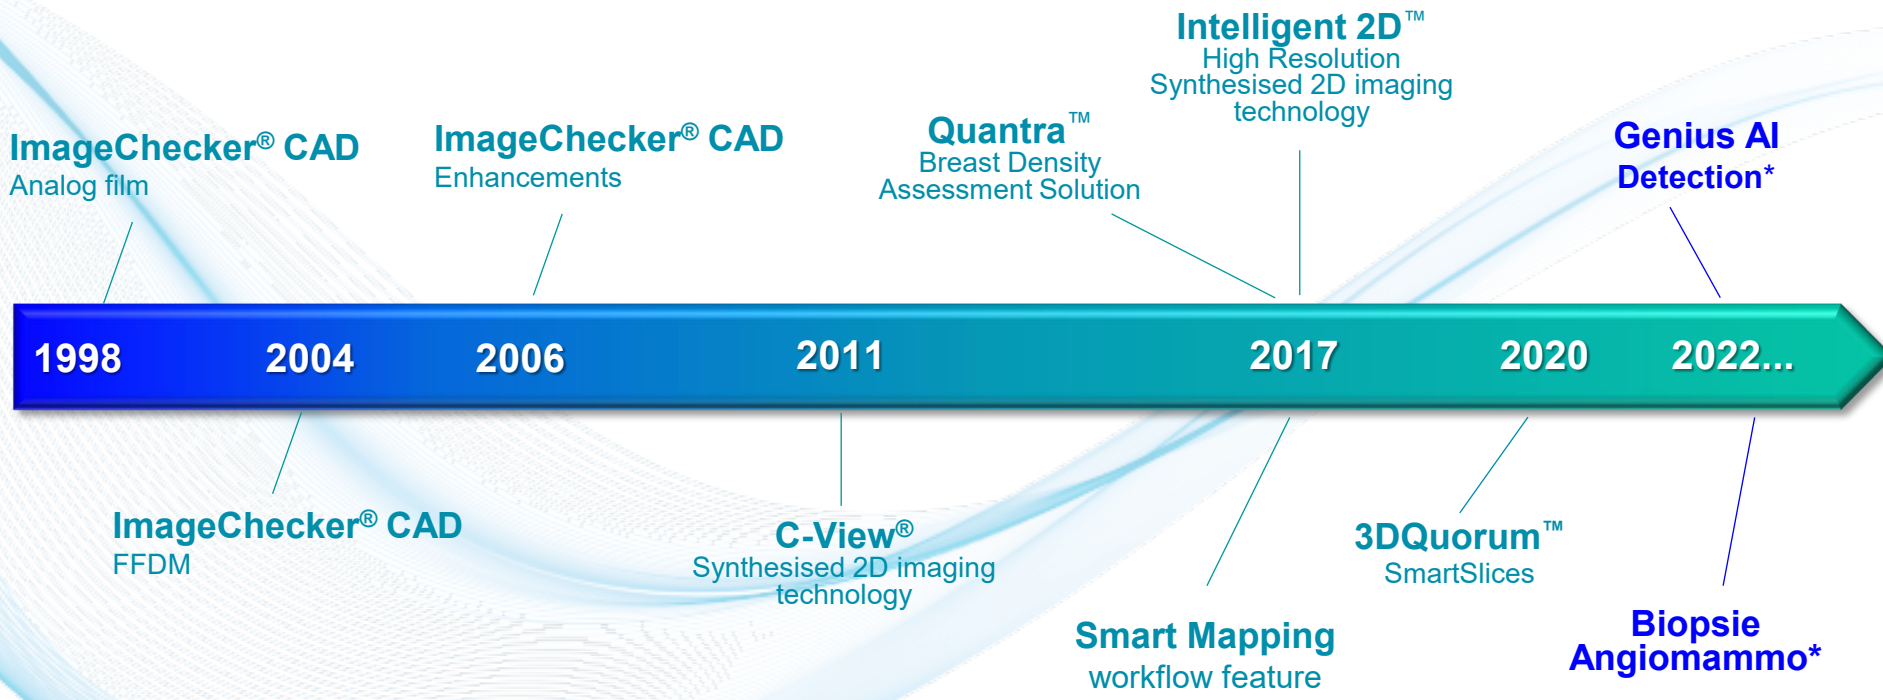 Intelligent 2D™
High Resolution
Synthesised 2D imaging
technology
ImageChecker® CAD
Analog film
ImageChecker® CAD
Enhancements
Quantra™
Breast Density
Assessment Solution
Genius AI
Detection*
1998
2004
2006
2011
2017
2020
2022...
ImageChecker® CAD
FFDM
C-View®
Synthesised 2D imaging
technology
Smart Mapping
workflow feature
3DQuorum™
SmartSlices
Biopsie
Angiomammo*